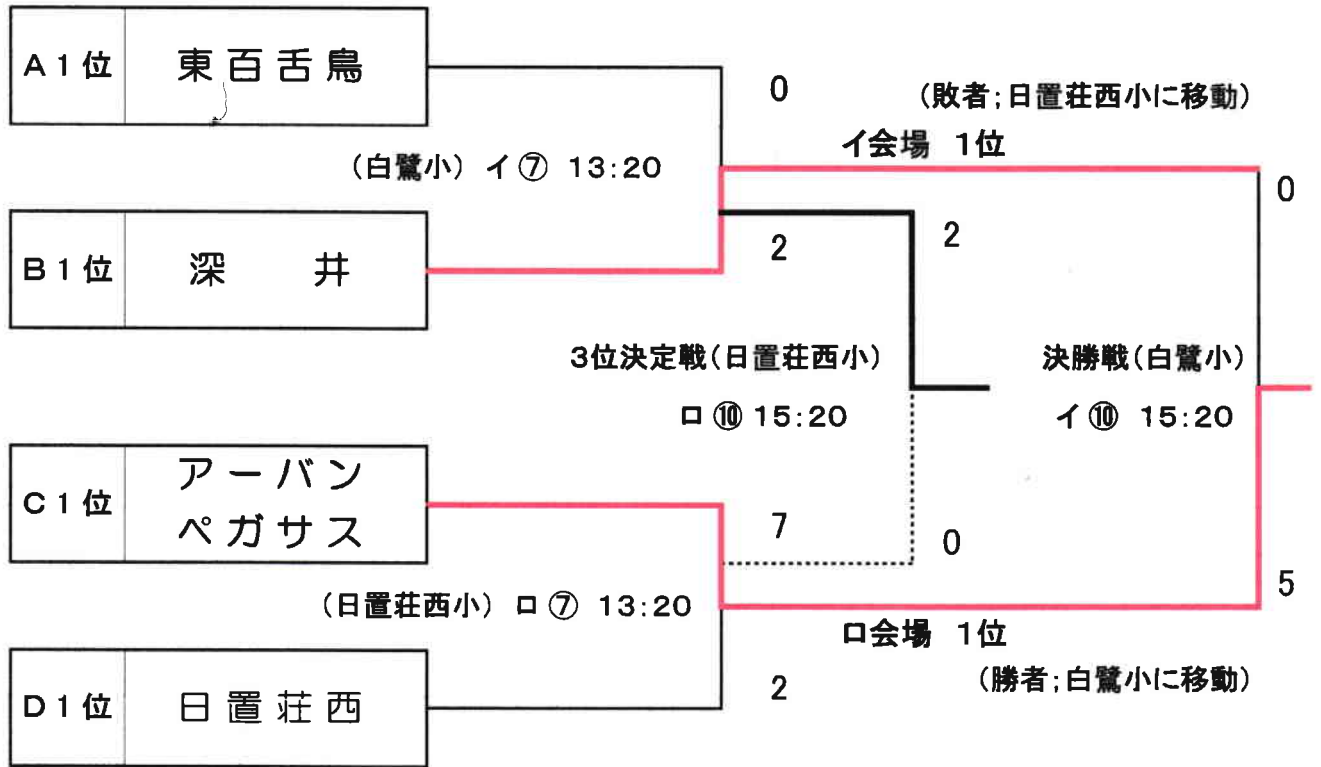 A1位 東百舌鳥
0
(敗者;日置荘西小に移動)
イ会場 1位
(白鷺小) イ⑦ 13:20
0
B1位 深 井
2
2
3位決定戦(日置荘西小)
ロ⑩ 15:20
決勝戦(白鷺小)
イ⑩ 15:20
C1位 アーバン
ペガサス
7
0
5
(日置荘西小) ロ⑦ 13:20
ロ会場 1位
(勝者;白鷺小に移動)
D1位 日置荘西
2